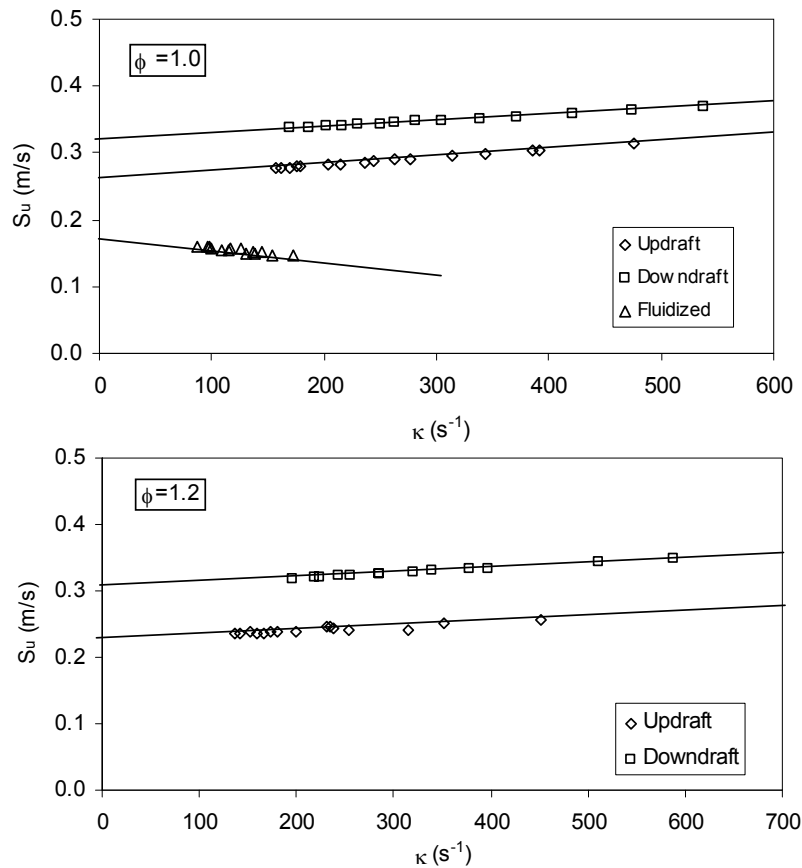 0.5
ϕ =1.0
0.4
0.3
Su (m/s)
0.2
Updraft
Downdraft
0.1
Fluidized
0.0
0 100 200 300 400 500 600
κ (s-1)
0.5
ϕ=1.2
0.4
0.3
Su (m/s)
0.2
0.1
Updraft
Downdraft
0.0
0 100 200 300 400 500 600 700
κ (s-1)